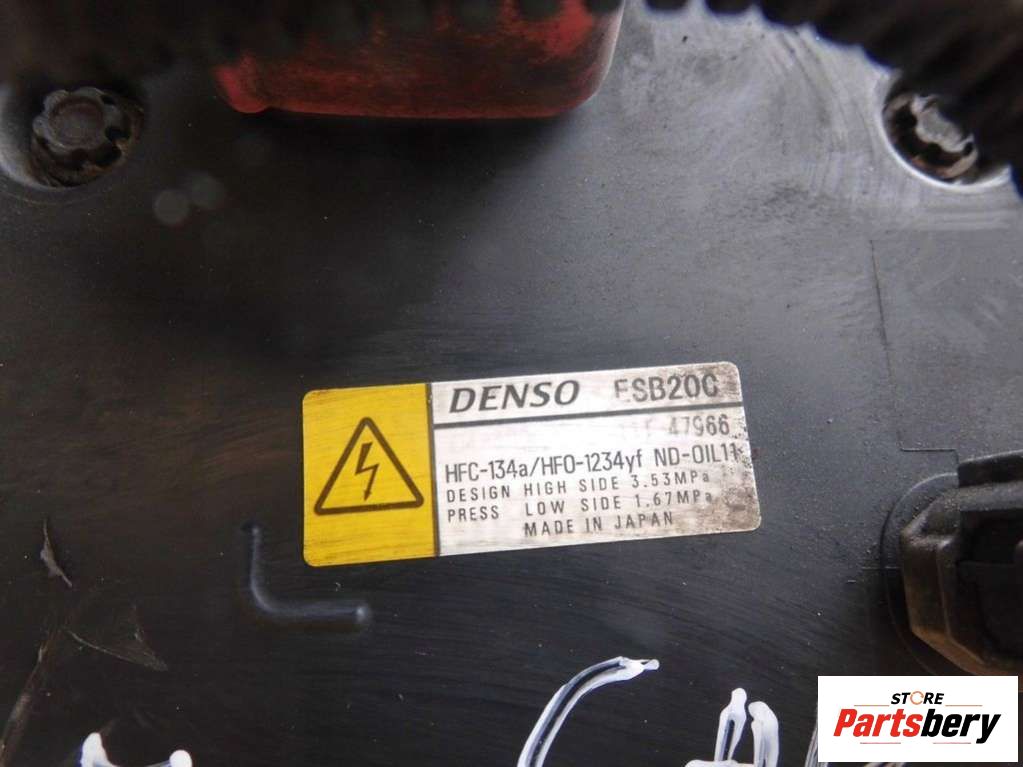 DENSO ESB20C
47966
HFC-134a/HFO-1234yf ND-OIL11
DESIGN HIGH SIDE 3.53MPa
PRESS LOW SIDE 1.67MPa
MADE IN JAPAN
STORE
Partsbery